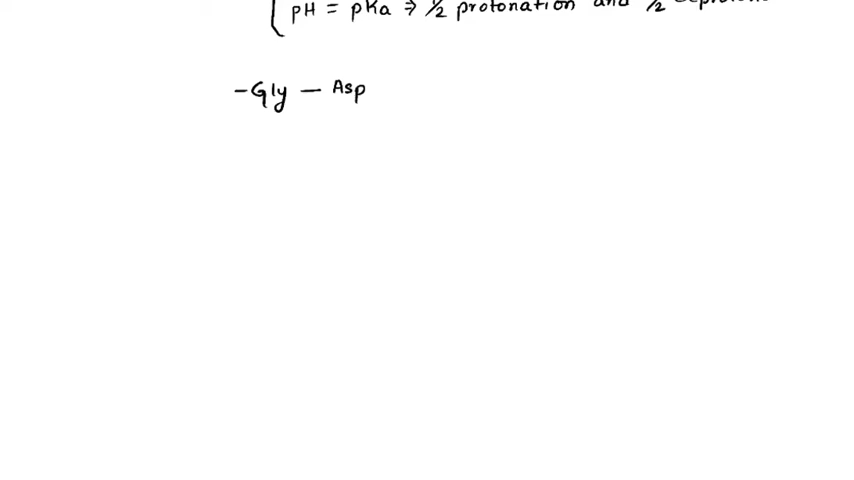 pH = pKa ⇒ 1/2 protonation and 1/2
-Gly — Asp